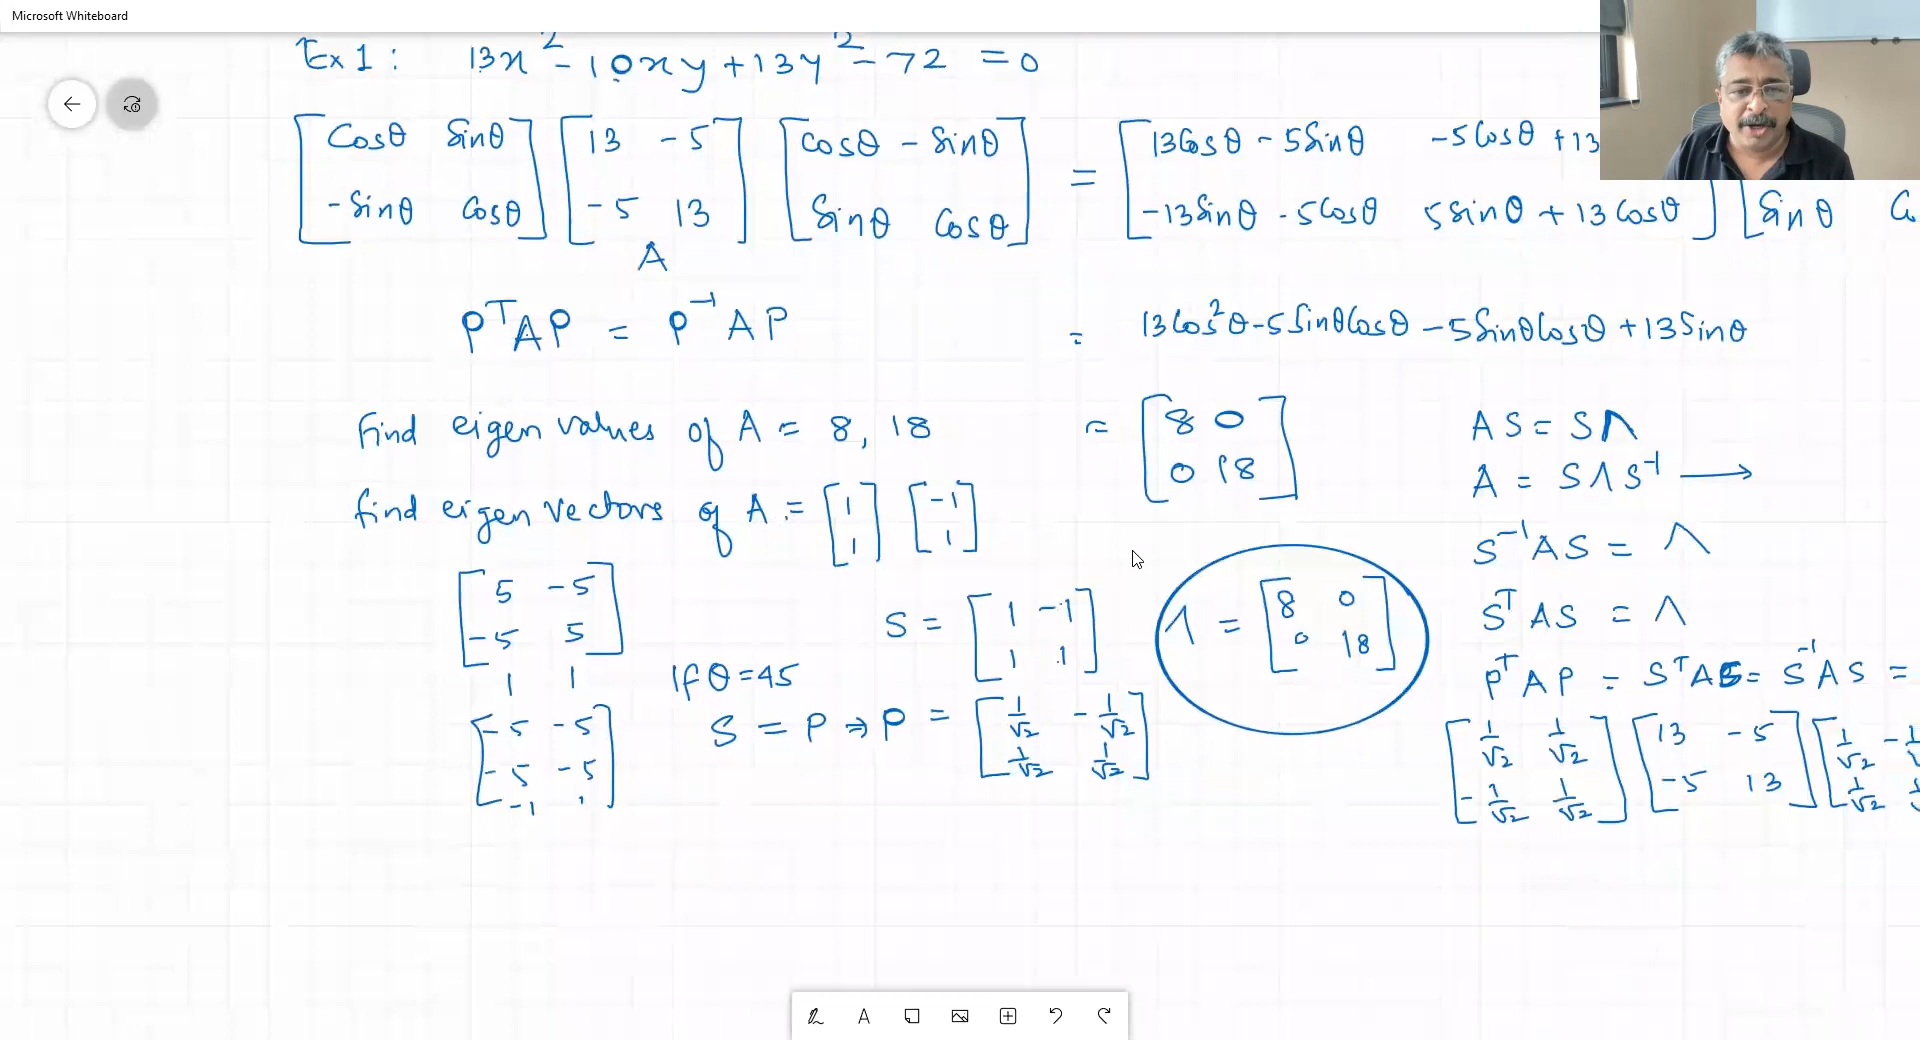 Microsoft Whiteboard
Ex1: 13x² - 10xy + 13y² - 72 = 0
[Cosθ Sinθ] [13 -5] [Cosθ -Sinθ] = [13Cosθ - 5Sinθ -5Cosθ + 13
[-Sinθ Cosθ] [-5 13] [Sinθ Cosθ] [-13Sinθ - 5Cosθ 5Sinθ + 13Cosθ] [Sinθ
A
PᵀAP = P⁻¹AP
= 13Cos²θ - 5SinθCosθ - 5SinθCosθ + 13Sinθ
Find eigen values of A = 8, 18
= [8 0]
[0 18]
find eigen vectors of A = [1] [-1]
[1] [1]
[5 -5]
[-5 5]
1 1
[-5 -5]
[-5 -5]
-1 1
S = [1 -1]
[1 1]
Λ = [8 0]
[0 18]
If θ = 45
S = P ⇒ P = [1/√2 -1/√2]
[1/√2 1/√2]
AS = SΛ
A = SΛS⁻¹ →
S⁻¹AS = Λ
SᵀAS = Λ
PᵀAP = SᵀAS = S⁻¹AS =
[1/√2 1/√2] [13 -5] [1/√2 -1
[-1/√2 1/√2] [-5 13] [1/√2
A